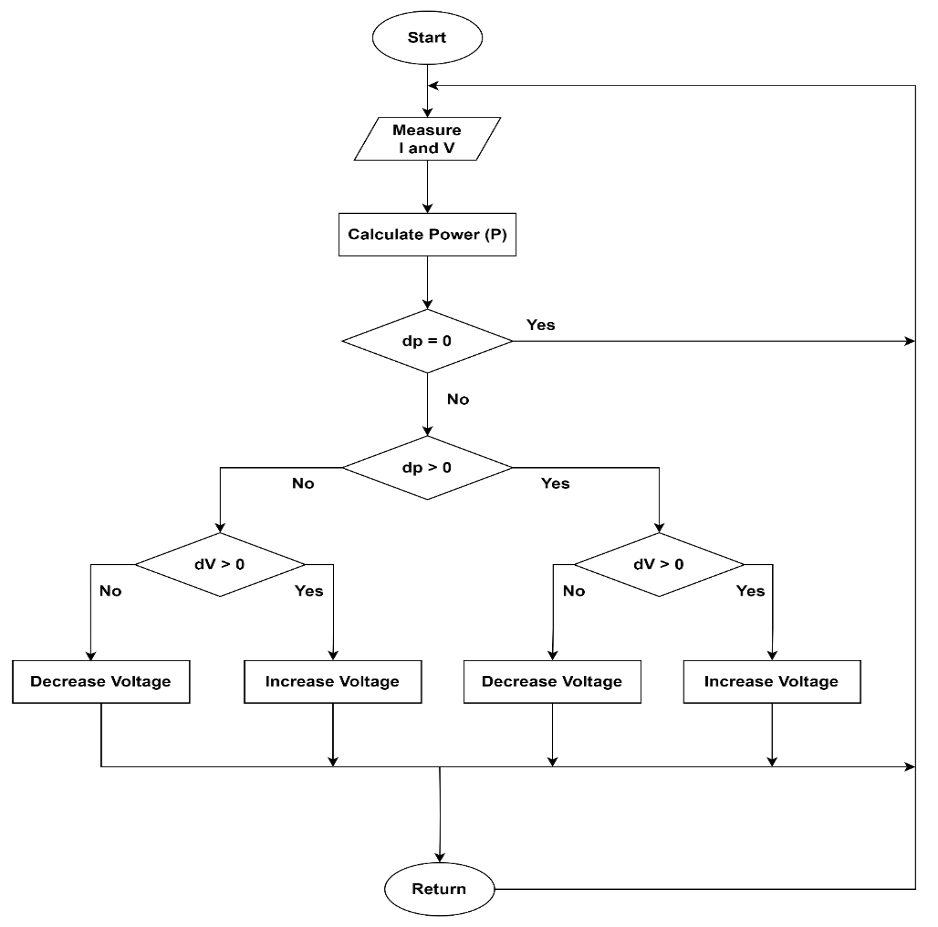 Start
Measure
I and V
Calculate Power (P)
dp = 0
Yes
No
dp > 0
No
Yes
dV > 0
No
Yes
dV > 0
No
Yes
Decrease Voltage
Increase Voltage
Decrease Voltage
Increase Voltage
Return